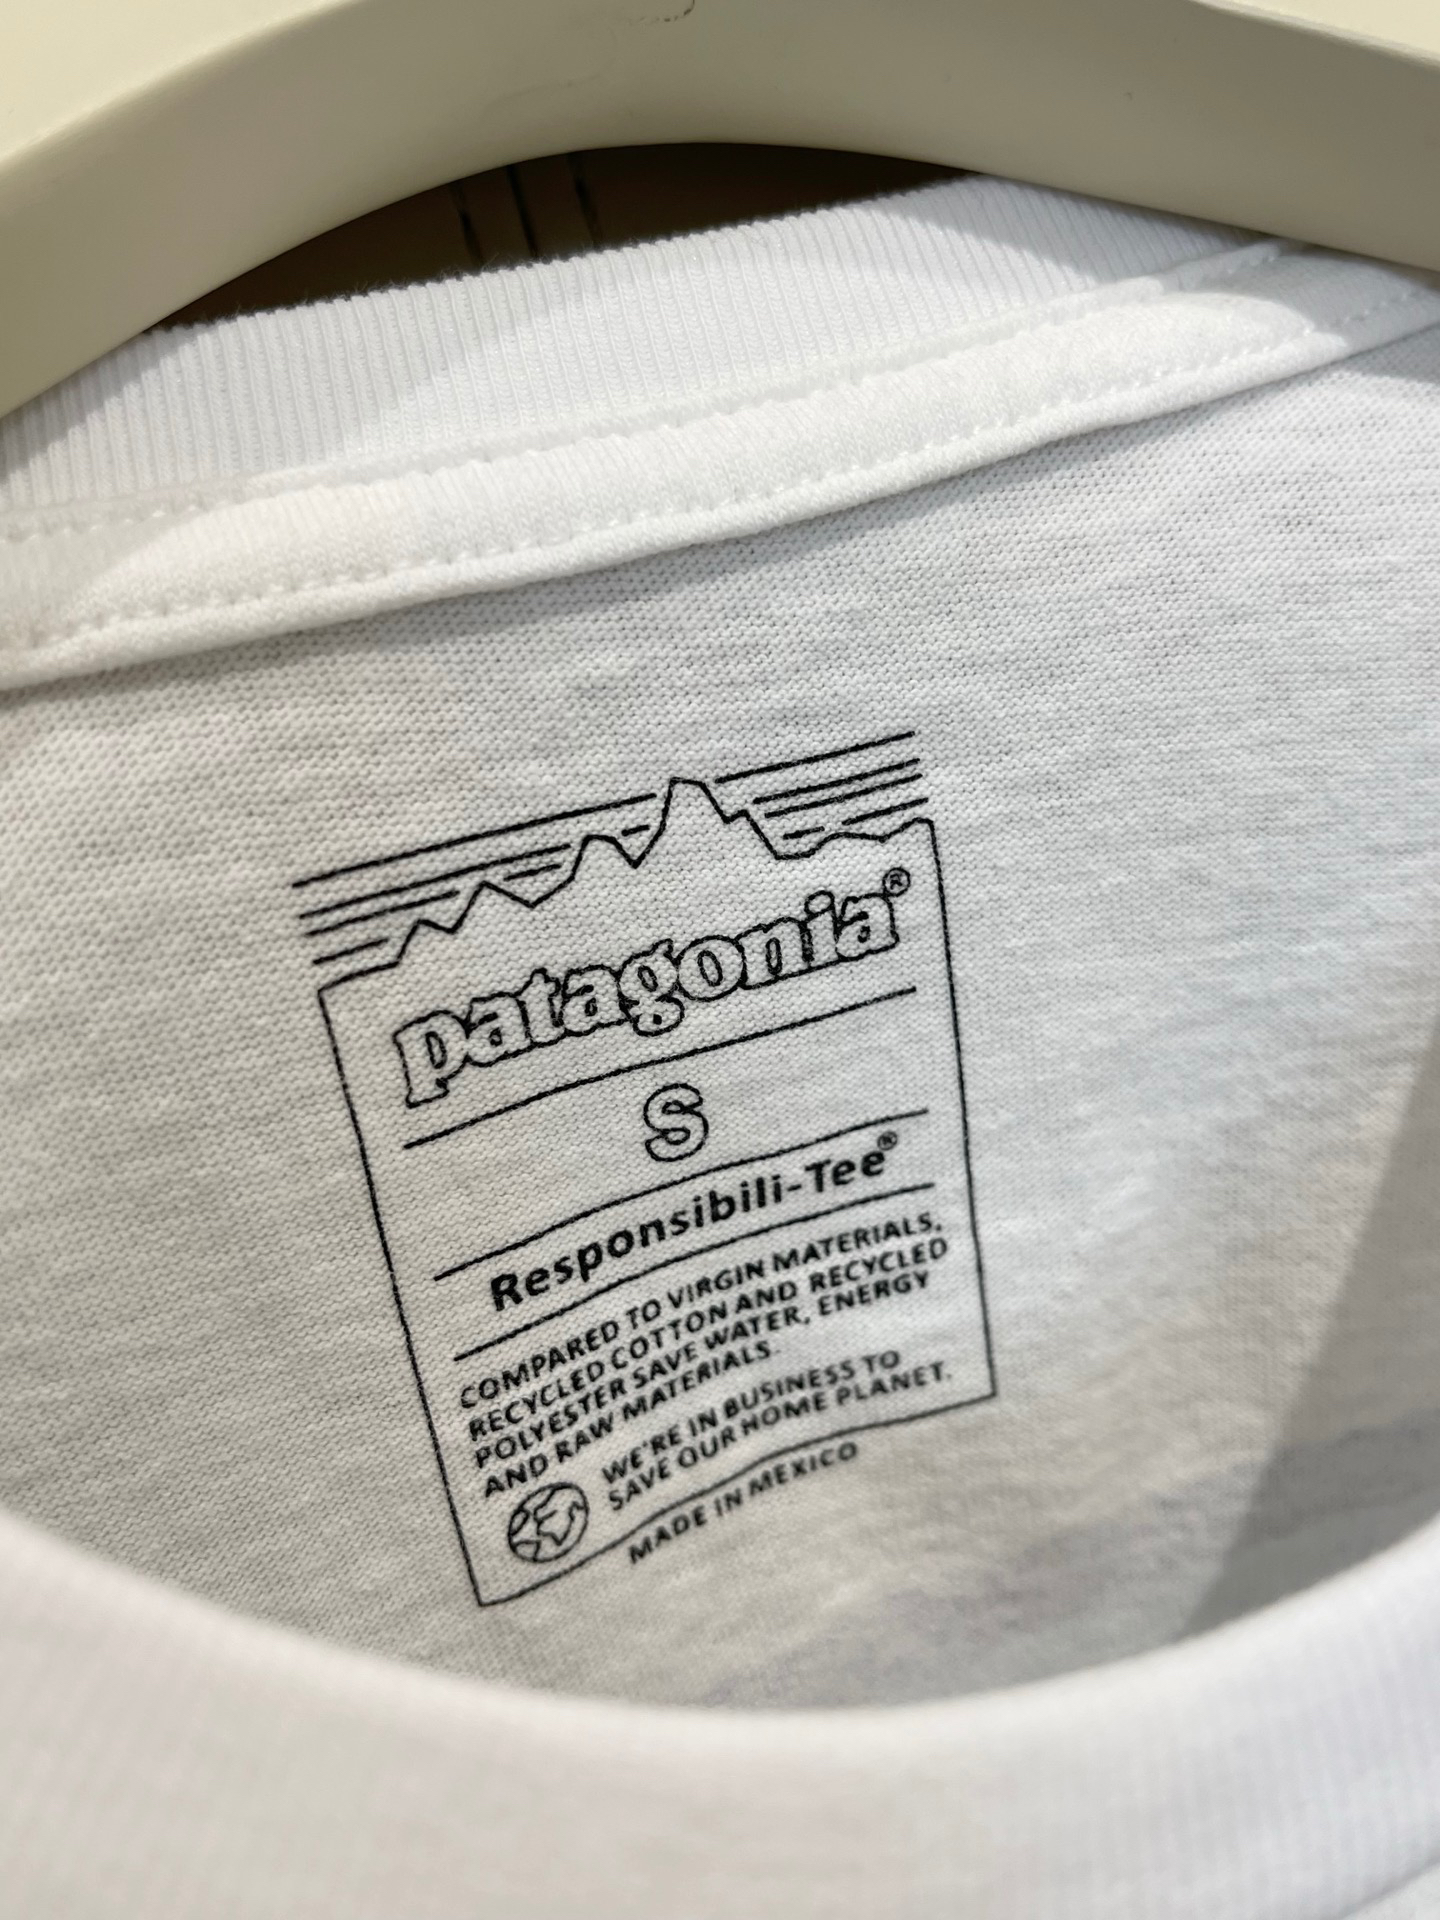 patagonia®
S
Responsibili-Tee®
COMPARED TO VIRGIN MATERIALS,
RECYCLED COTTON AND RECYCLED
POLYESTER SAVE WATER, ENERGY
AND RAW MATERIALS.
WE'RE IN BUSINESS TO
SAVE OUR HOME PLANET.
MADE IN MEXICO